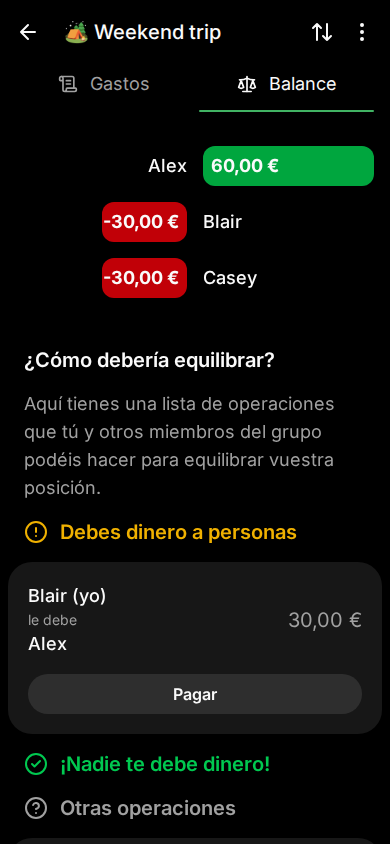 🏕️ Weekend trip
Gastos
Balance
Alex
60,00 €
-30,00 €
Blair
-30,00 €
Casey
¿Cómo debería equilibrar?
Aquí tienes una lista de operaciones
que tú y otros miembros del grupo
podéis hacer para equilibrar vuestra
posición.
Debes dinero a personas
Blair (yo)
le debe
Alex
30,00 €
Pagar
¡Nadie te debe dinero!
Otras operaciones